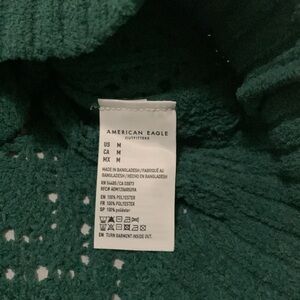 AMERICAN EAGLE
OUTFITTERS
US M
CA M
MX M
MADE IN BANGLADESH / FABRIQUÉ AU
BANGLADESH / HECHO EN BANGLADESH
EN 100% POLYESTER
FR 100% POLYESTER
SP 100% poliéster
EN TURN GARMENT INSIDE OUT.